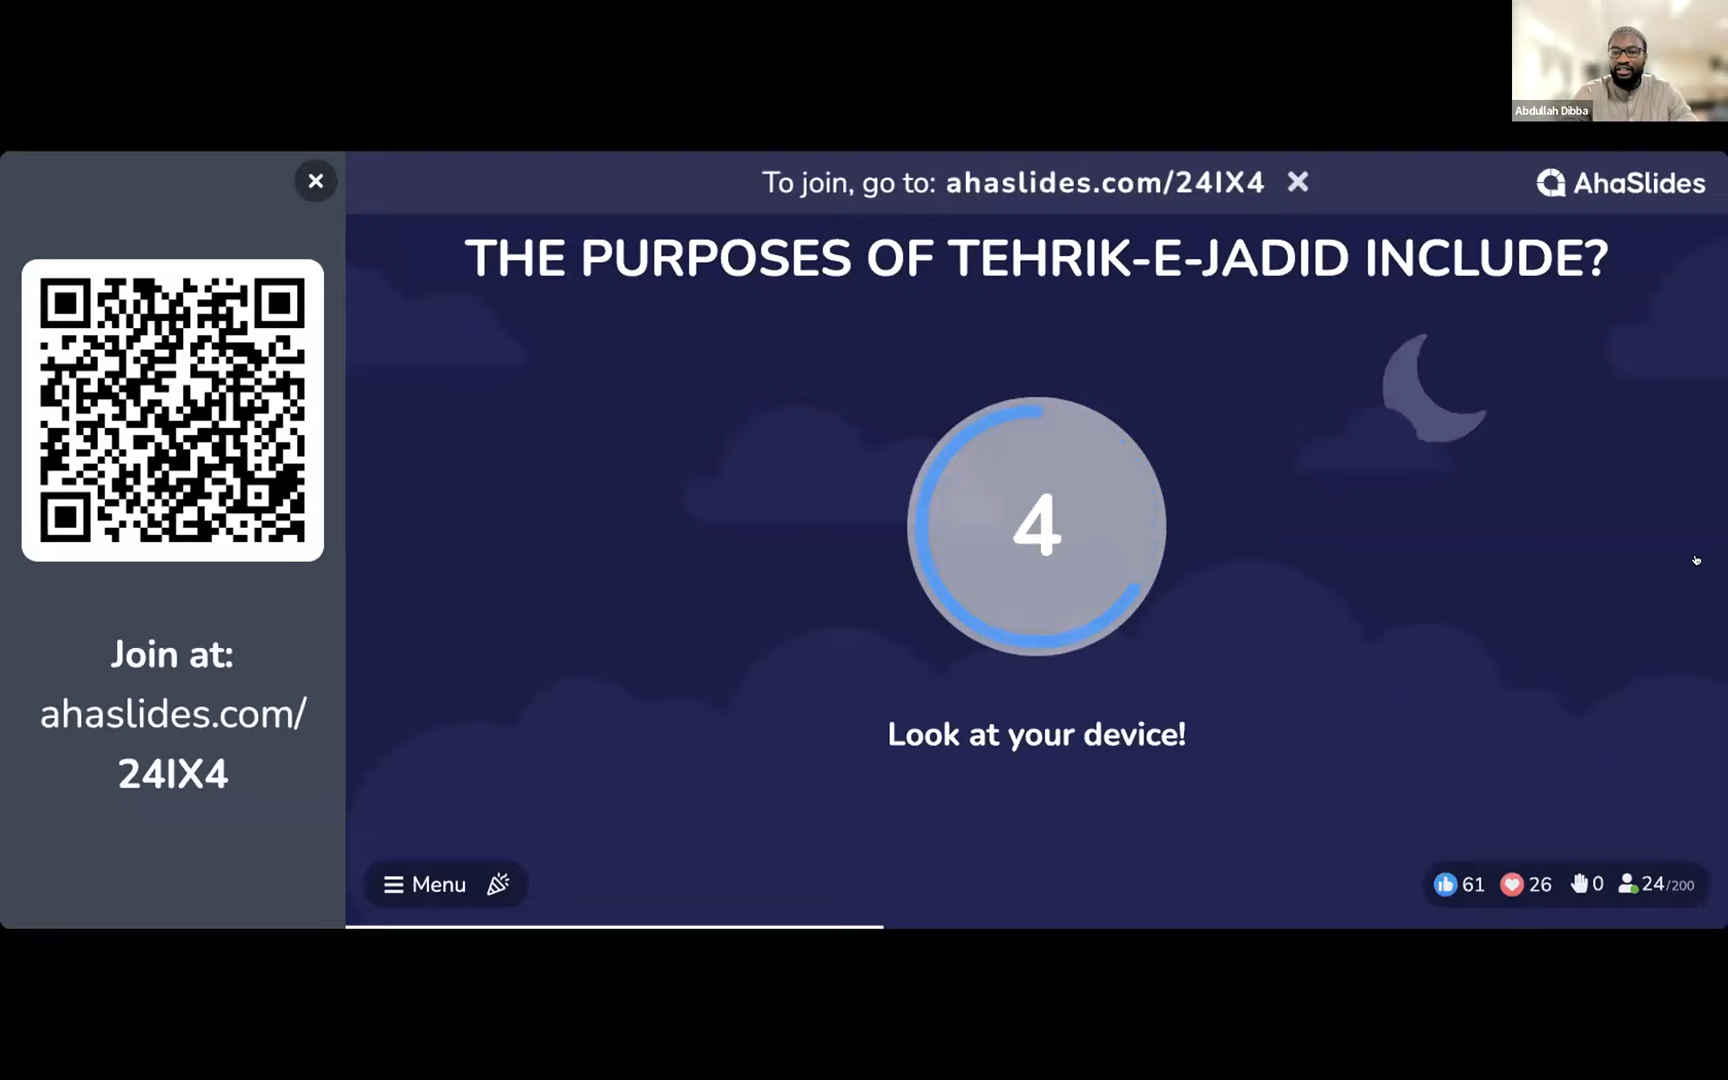 Abdullah Dibba
To join, go to: ahaslides.com/24IX4
AhaSlides
THE PURPOSES OF TEHRIK-E-JADID INCLUDE?
4
Look at your device!
Join at:
ahaslides.com/
24IX4
Menu
61 26 0 24/200